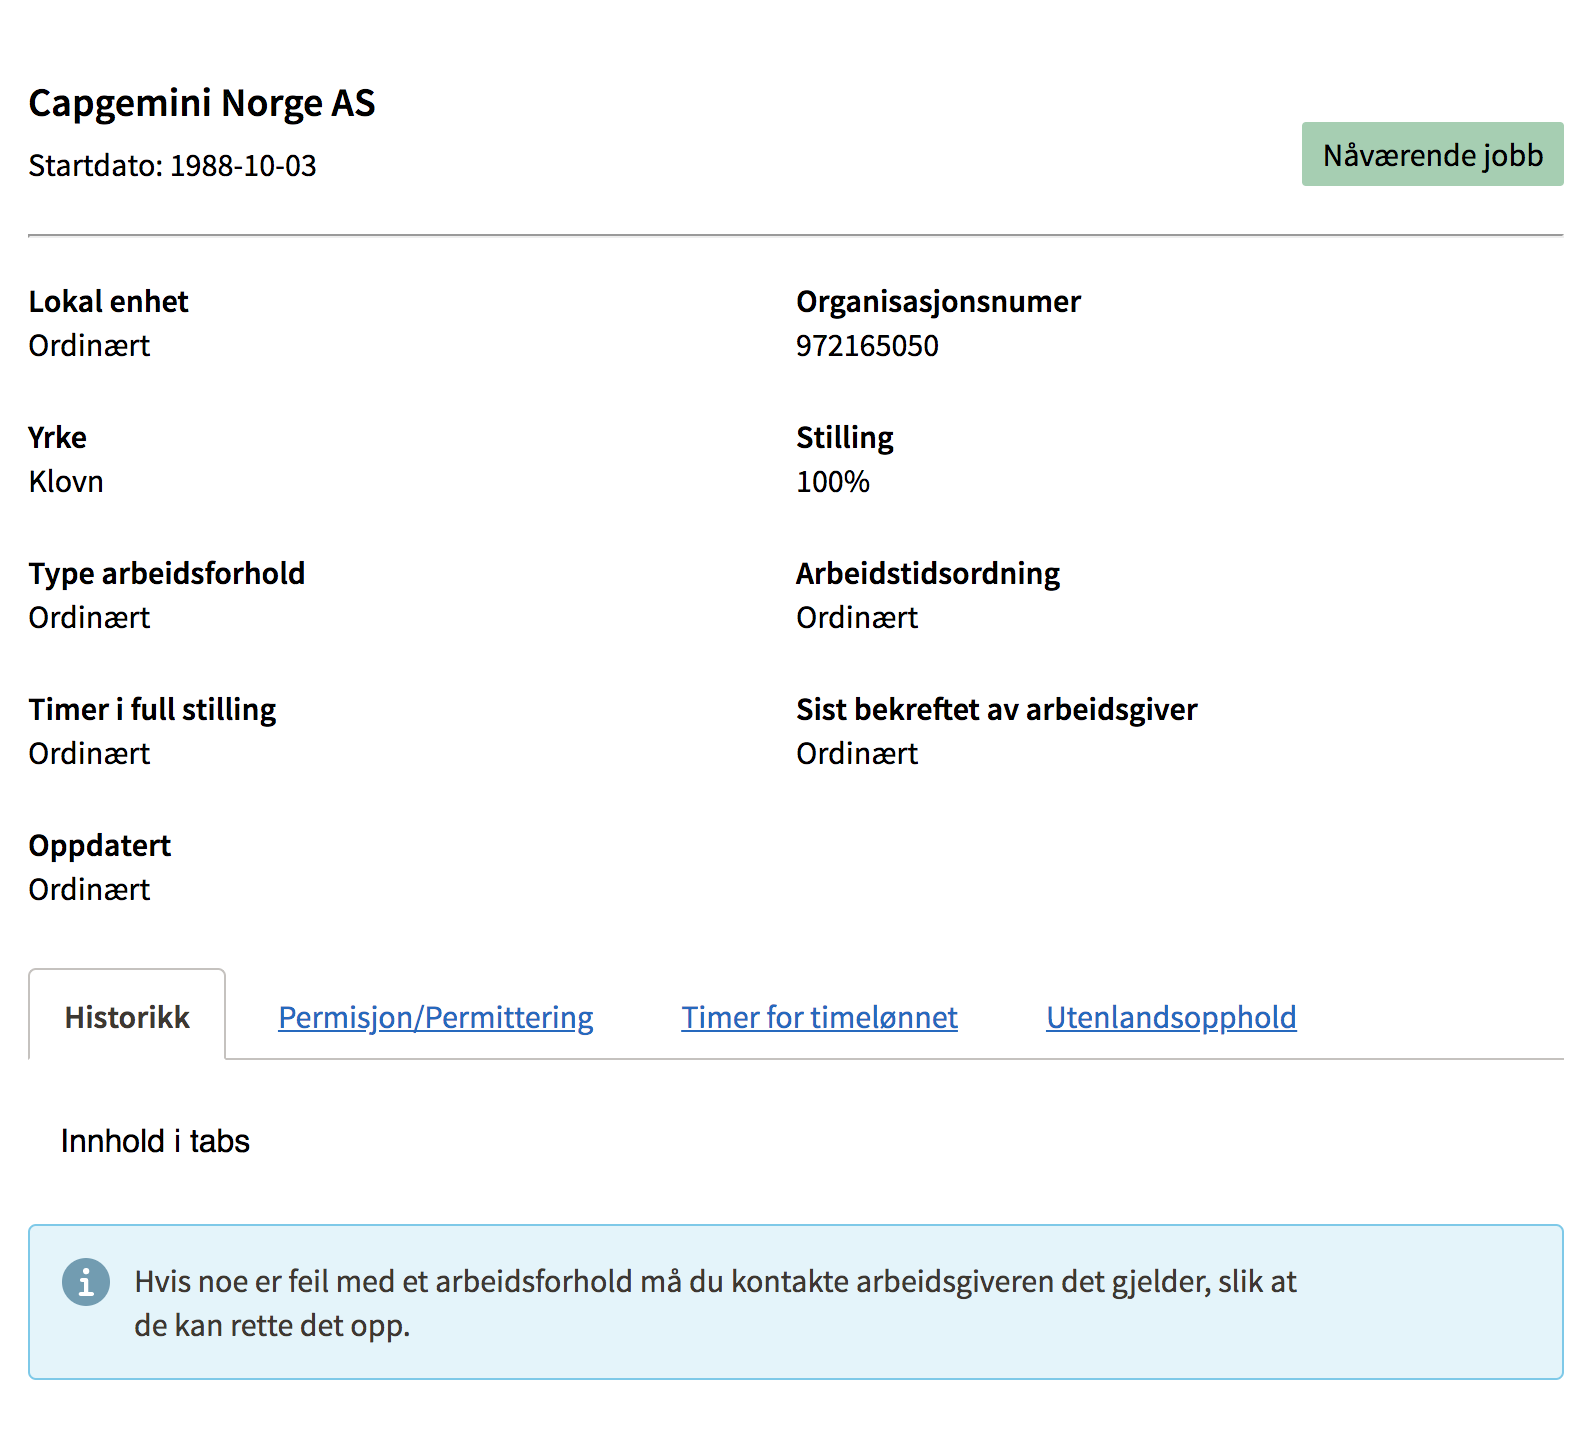 Capgemini Norge AS
Startdato: 1988-10-03
Nåværende jobb
Lokal enhet
Ordinært
Organisasjonsnumer
972165050
Yrke
Klovn
Stilling
100%
Type arbeidsforhold
Ordinært
Arbeidstidsordning
Ordinært
Timer i full stilling
Ordinært
Sist bekreftet av arbeidsgiver
Ordinært
Oppdatert
Ordinært
Historikk
Permisjon/Permittering
Timer for timelønnet
Utenlandsopphold
Innhold i tabs
Hvis noe er feil med et arbeidsforhold må du kontakte arbeidsgiveren det gjelder, slik at
de kan rette det opp.